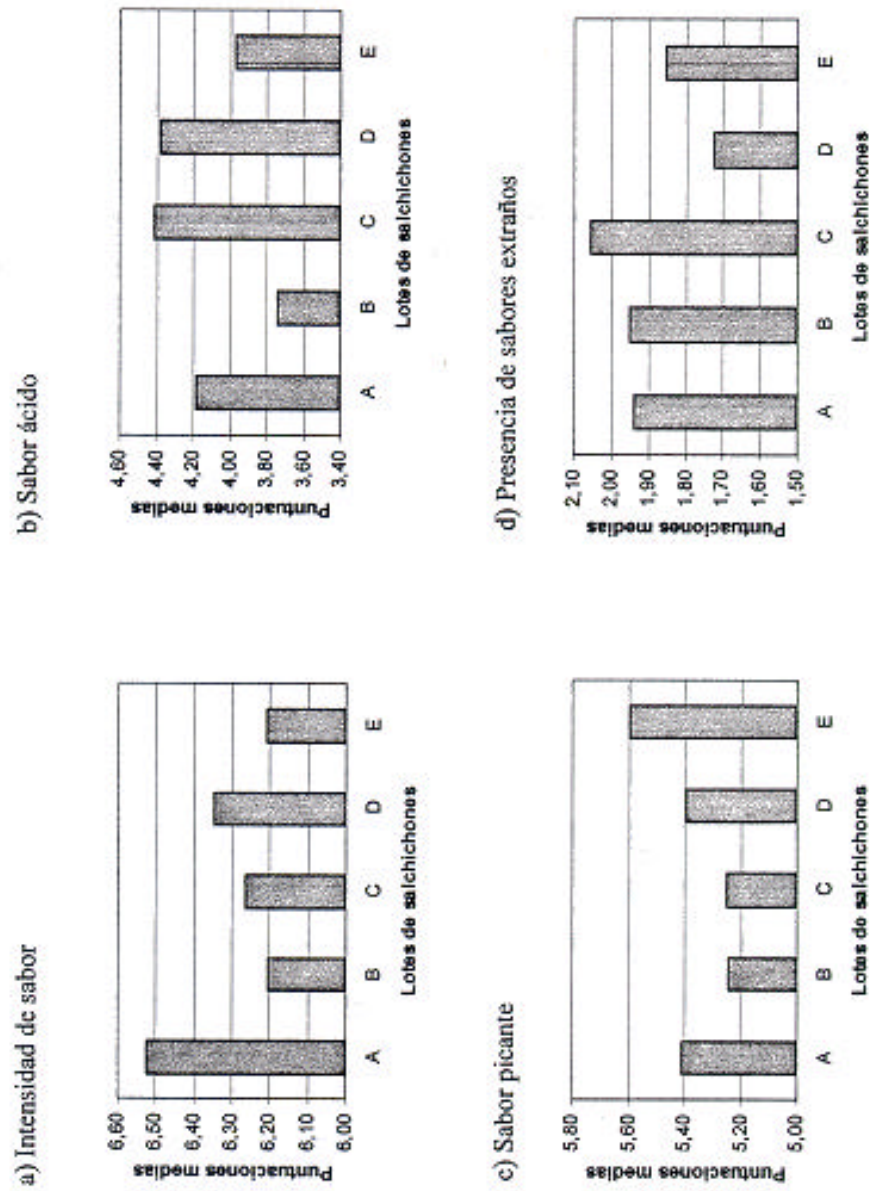 a) Intensidad de sabor
Puntuaciones medias
6,60
6,50
6,40
6,30
6,20
6,10
6,00
A B C D E
Lotes de salchichones
b) Sabor ácido
Puntuaciones medias
4,60
4,40
4,20
4,00
3,80
3,60
3,40
A B C D E
Lotes de salchichones
c) Sabor picante
Puntuaciones medias
5,80
5,60
5,40
5,20
5,00
A B C D E
Lotes de salchichones
d) Presencia de sabores extraños
Puntuaciones medias
2,10
2,00
1,90
1,80
1,70
1,60
1,50
A B C D E
Lotes de salchichones